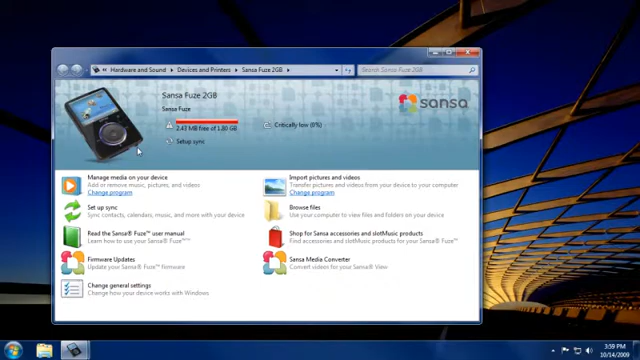 « Hardware and Sound ▸ Devices and Printers ▸ Sansa Fuze 2GB ▸
Search Sansa Fuze 2GB
Sansa Fuze 2GB
Sansa Fuze
2.43 MB free of 1.80 GB
Critically low (6%)
Setup sync
sansa
Manage media on your device
Add or remove music, pictures, and videos
Change program
Import pictures and videos
Transfer pictures and videos from your device to your computer
Change program
Set up sync
Sync contacts, calendars, music, and more with your device
Browse files
Use your computer to view files and folders on your device
Read the Sansa® Fuze™ user manual
Learn how to use your Sansa® Fuze™
Shop for Sansa accessories and slotMusic products
Find accessories and slotMusic products for your Sansa® Fuze™
Firmware Updates
Update your Sansa® Fuze™ firmware
Sansa Media Converter
Convert videos for your Sansa® View
Change general settings
Change how your device works with Windows
3:59 PM
10/14/2009